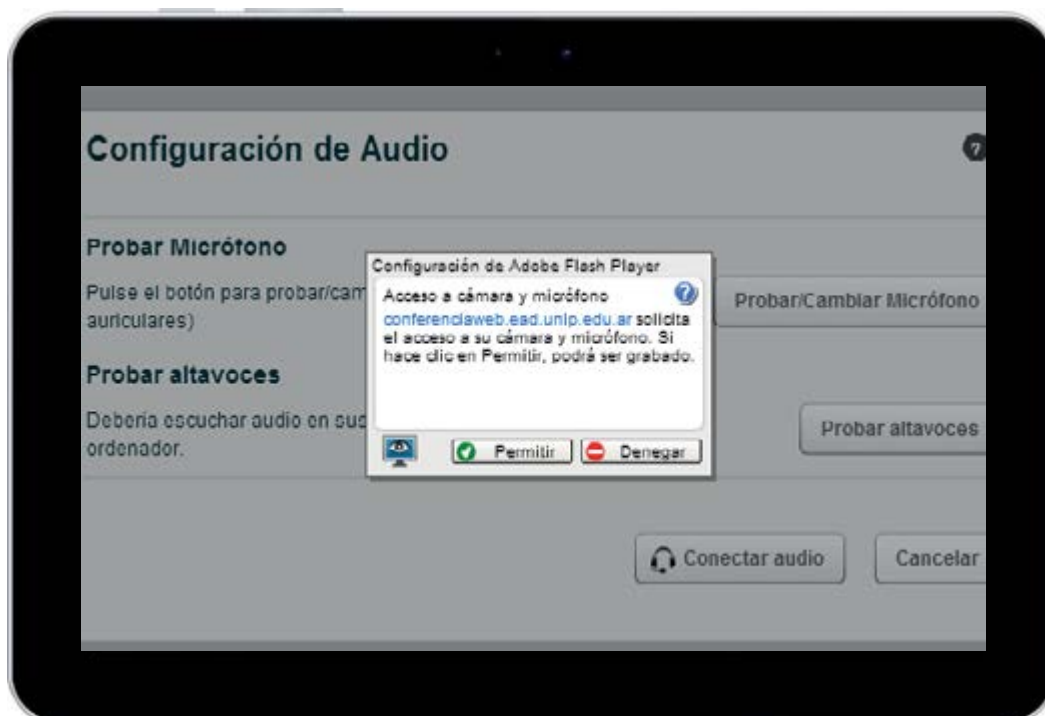 Configuración de Audio
?
Probar Micrófono
Pulse el botón para probar/cam
auriculares)
Probar/Cambiar Micrófono
Configuración de Adobe Flash Player
Acceso a cámara y micrófono
?
conferenciaweb.ead.unlp.edu.ar solicita
el acceso a su cámara y micrófono. Si
hace clic en Permitir, podrá ser grabado.
Permitir
Denegar
Probar altavoces
Debería escuchar audio en sus
ordenador.
Probar altavoces
Conectar audio
Cancelar